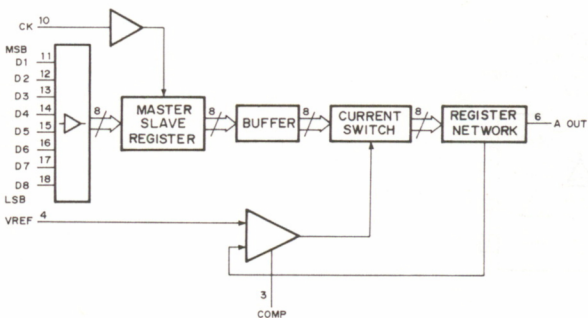 CK 10
MSB
D1 11
D2 12
D3 13
D4 14
D5 15
D6 16
D7 17
D8 18
LSB
8
MASTER
SLAVE
REGISTER
8
BUFFER
8
CURRENT
SWITCH
8
REGISTER
NETWORK
6
A OUT
VREF 4
3
COMP